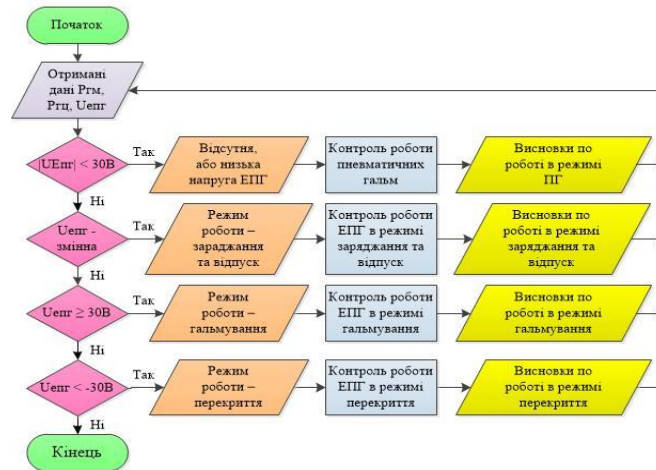 Початок
Отримані
дані Ргм,
Ргц, Uепг
|UЕпг| < 30В
Так
Відсутня,
або низька
напруга ЕПГ
Контроль роботи
пневматичних
гальм
Висновки по
роботі в режимі
ПГ
Ні
Uепг -
змінна
Так
Режим
роботи –
зараджання
та відпуск
Контроль роботи
ЕПГ в режимі
заряджання та
відпуск
Висновки по
роботі в режимі
заряджання та
відпуск
Ні
Uепг ≥ 30В
Так
Режим
роботи –
гальмування
Контроль роботи
ЕПГ в режимі
гальмування
Висновки по
роботі в режимі
гальмування
Ні
Uепг < -30В
Так
Режим
роботи –
перекриття
Контроль роботи
ЕПГ в режимі
перекриття
Висновки по
роботі в режимі
перекриття
Ні
Кінець